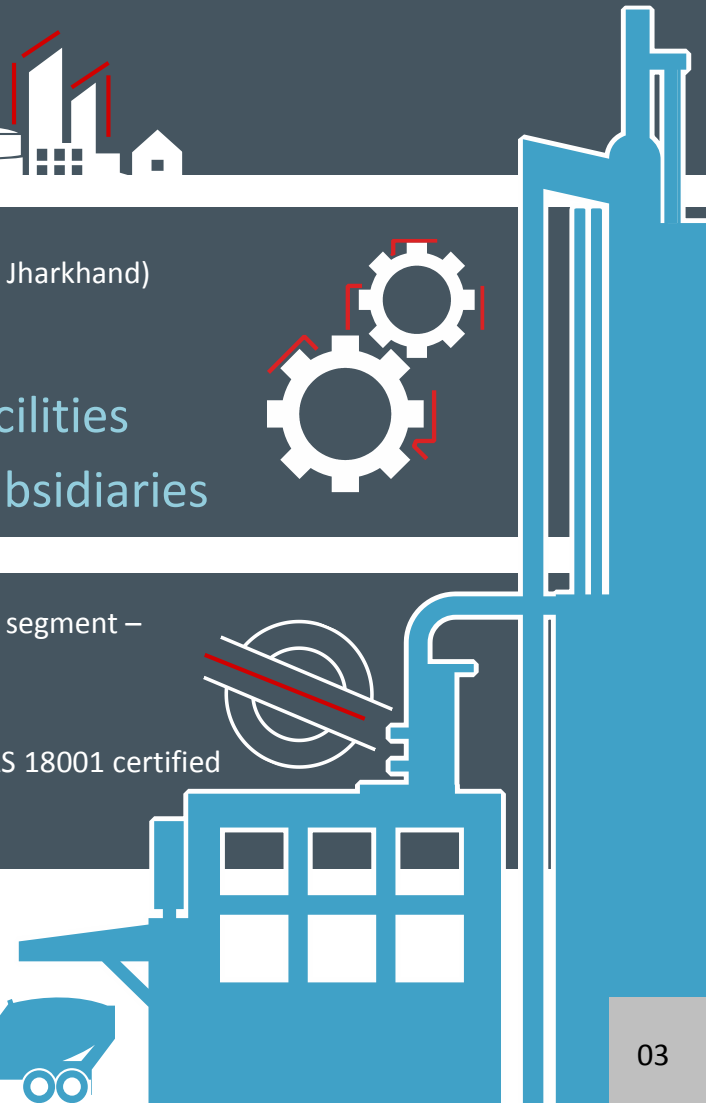 Jharkhand)
cilities
bsidiaries
segment –
S 18001 certified
03